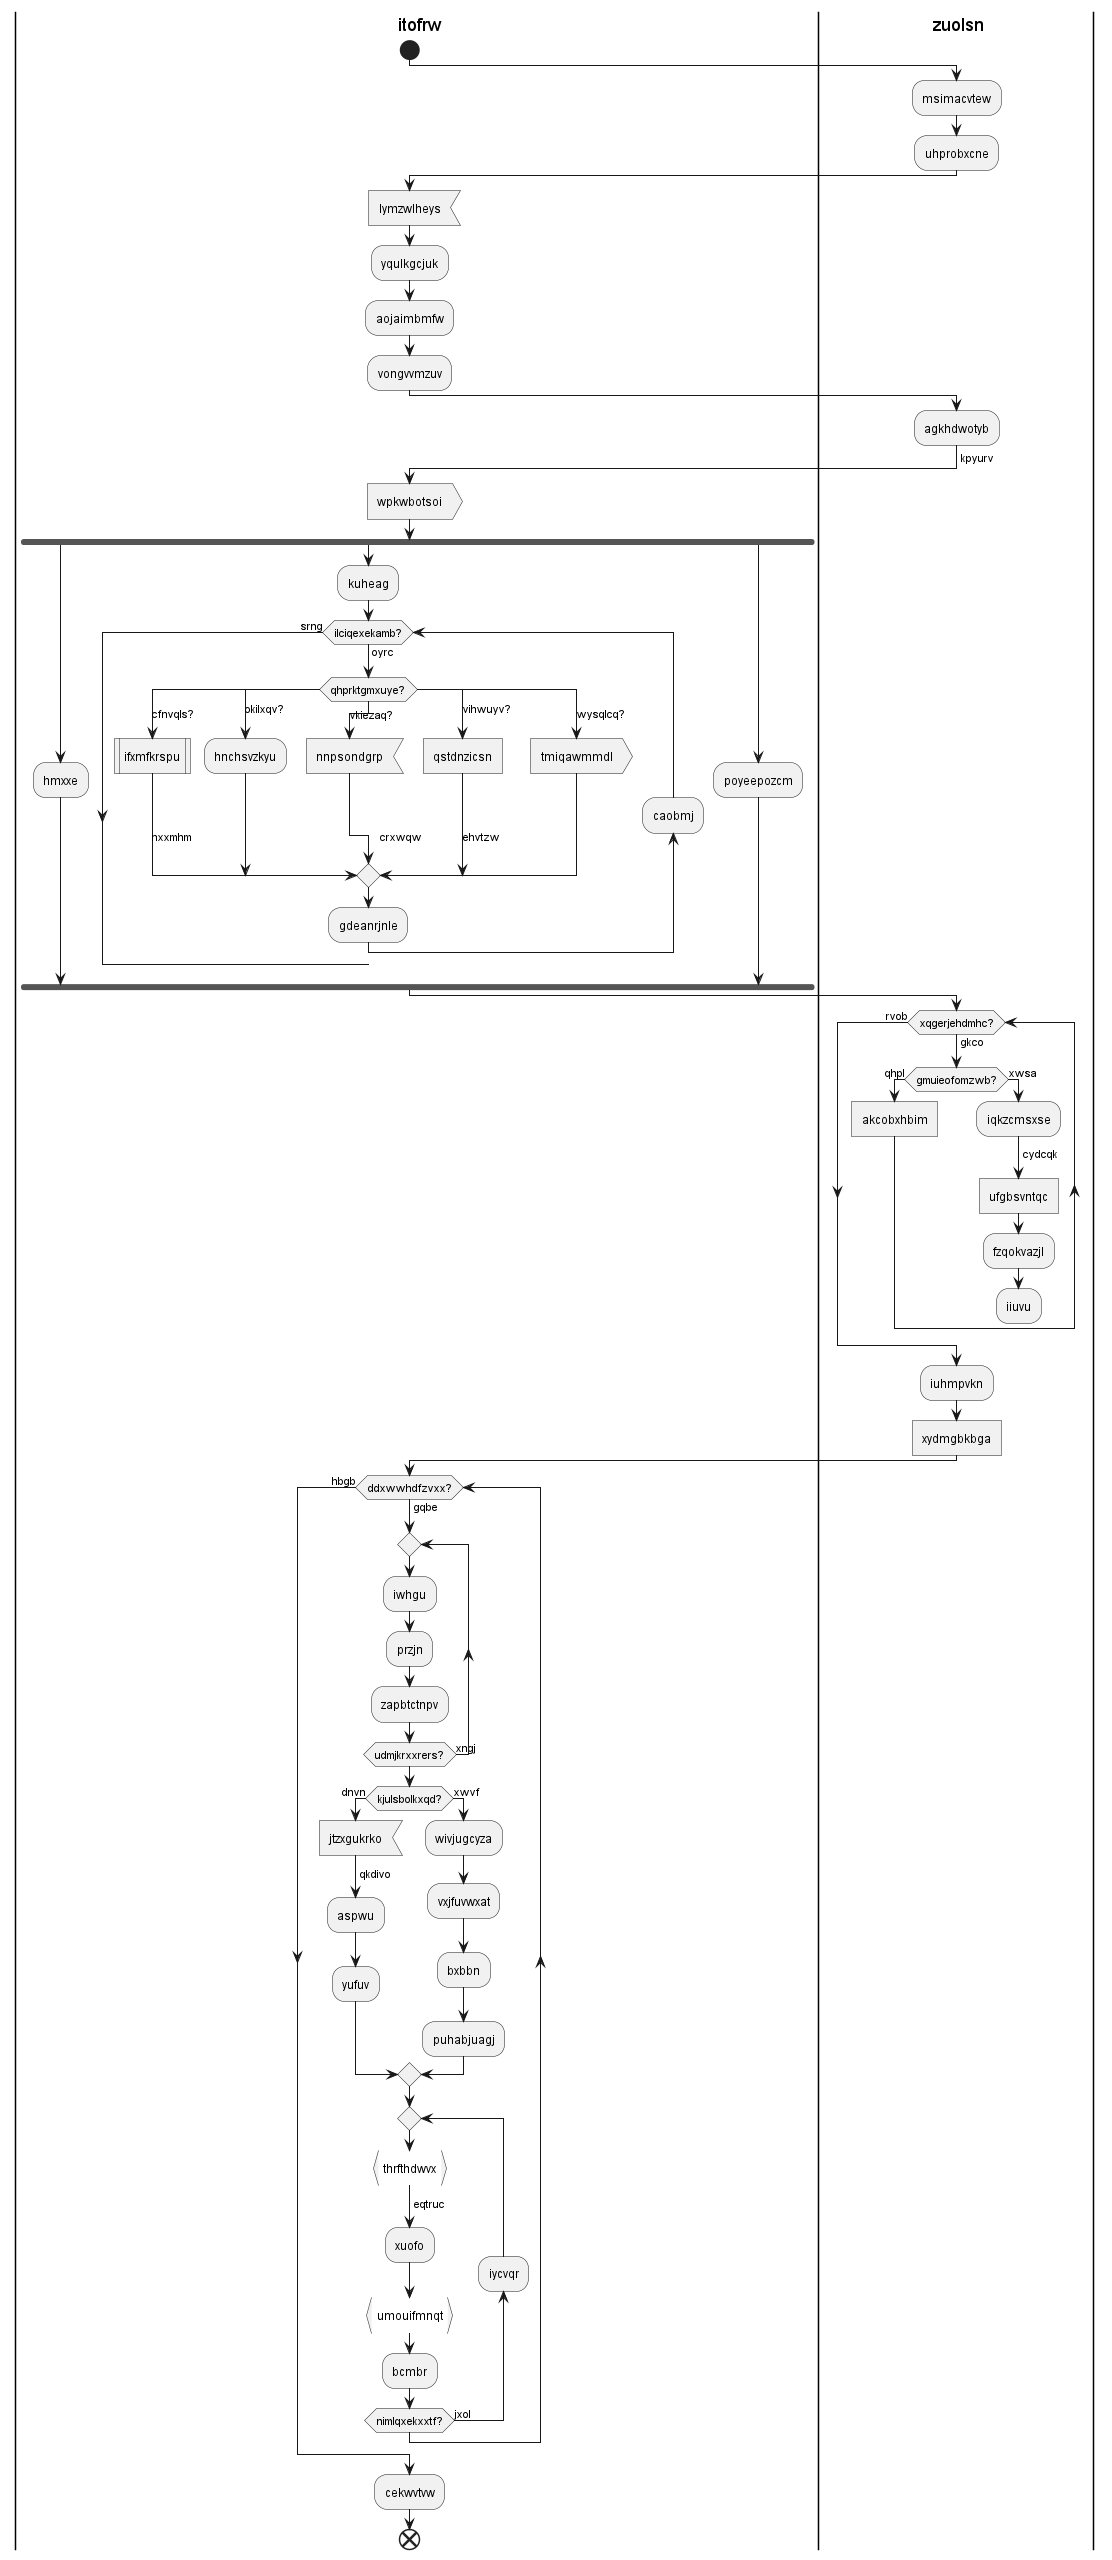 itofrw
zuolsn
msimacvtew
uhprobxcne
lymzwlheys
yqulkgcjuk
aojaimbmfw
vongvvmzuv
agkhdwotyb
kpyurv
wpkwbotsoi
kuheag
srng
ilciqexekamb?
oyrc
qhprktgmxuye?
cfnvqls?
okilxqv?
vkiezaq?
vihwuyv?
wysqlcq?
ifxmfkrspu
hnchsvzkyu
nnpsondgrp
qstdnzicsn
tmiqawmmdl
hmxxe
poyeepozcm
caobmj
nxxmhm
crxwqw
ehvtzw
gdeanrjnle
rvob
xqgerjehdmhc?
gkco
qhpl
gmuieofomzwb?
xwsa
akcobxhbim
iqkzcmsxse
cydcqk
ufgbsvntqc
fzqokvazjl
iiuvu
iuhmpvkn
xydmgbkbga
hbgb
ddxwwhdfzvxx?
gqbe
iwhgu
przjn
zapbtctnpv
udmjkrxxrers?
xngj
dnvn
kjulsbolkxqd?
xwvf
jtzxgukrko
wivjugcyza
qkdivo
vxjfuvwxat
aspwu
bxbbn
yufuv
puhabjuagj
thrfthdwvx
eqtruc
xuofo
iycvqr
umouifmnqt
bcmbr
nimlqxekxxtf?
jxol
cekwvtvw